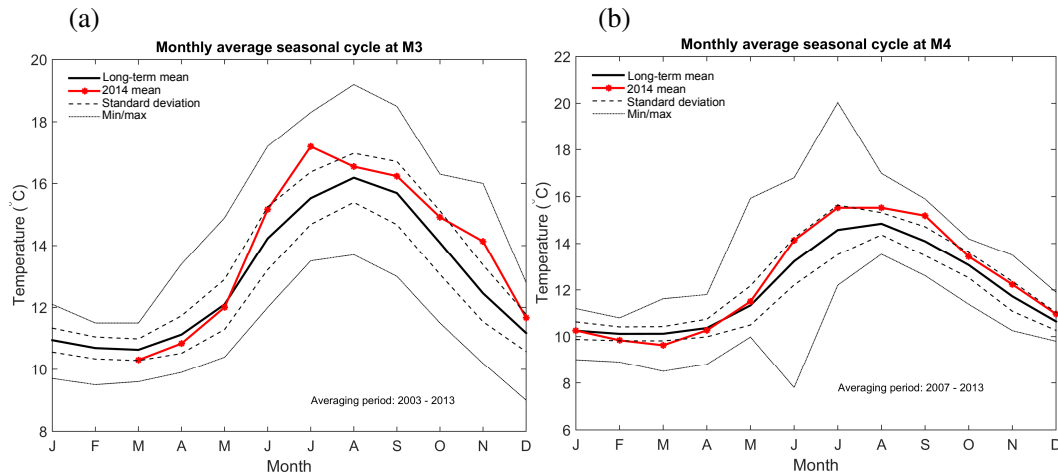 (a)
Monthly average seasonal cycle at M3
Long-term mean
2014 mean
Standard deviation
Min/max
20
18
16
14
12
10
8
Temperature (°C)
Averaging period: 2003 - 2013
J F M A M J J A S O N D
Month
(b)
Monthly average seasonal cycle at M4
Long-term mean
2014 mean
Standard deviation
Min/max
22
20
18
16
14
12
10
8
6
Temperature (°C)
Averaging period: 2007 - 2013
J F M A M J J A S O N D
Month